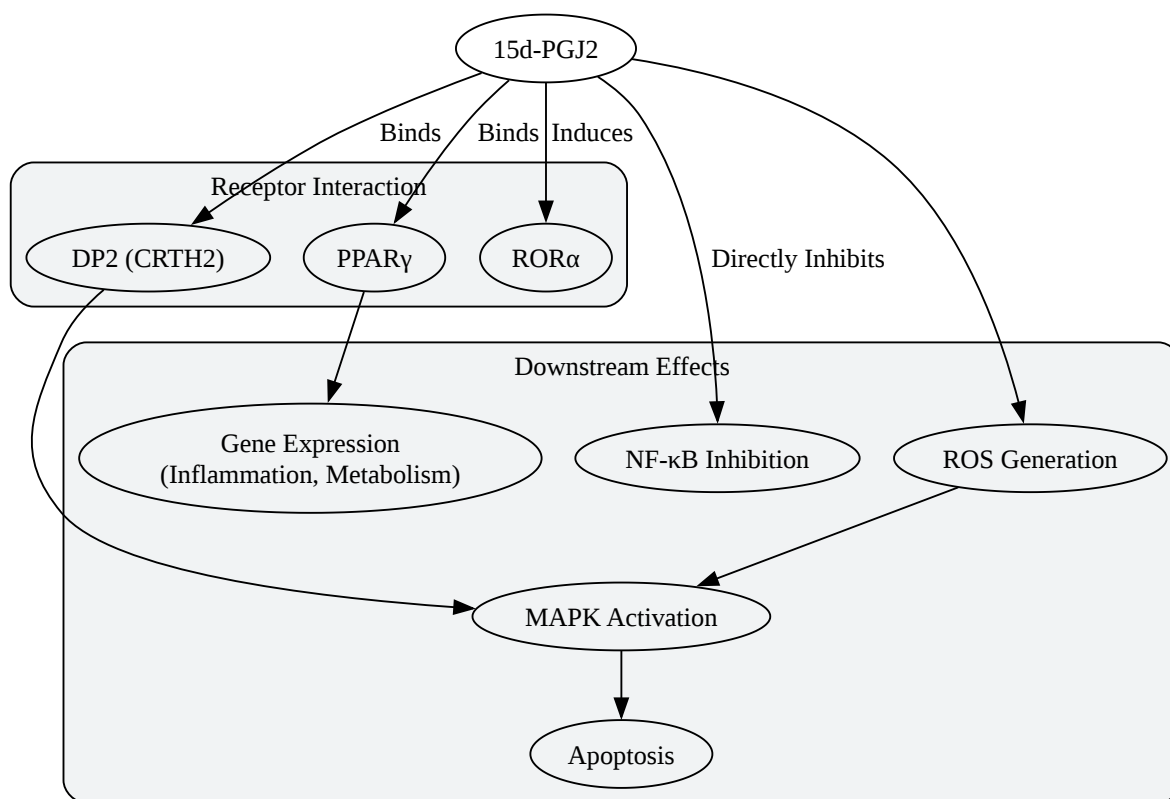 15d-PGJ2
Binds
Binds
Induces
Receptor Interaction
DP2 (CRTH2)
PPARγ
RORα
Directly Inhibits
Downstream Effects
Gene Expression
(Inflammation, Metabolism)
NF-κB Inhibition
ROS Generation
MAPK Activation
Apoptosis